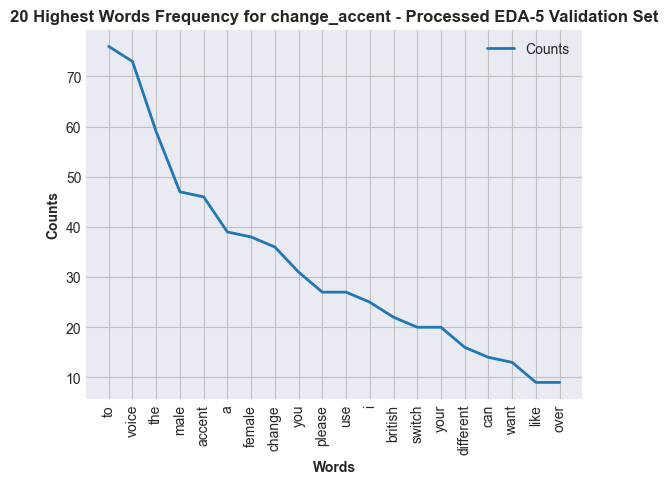 20 Highest Words Frequency for change_accent - Processed EDA-5 Validation Set
Counts
70
60
50
40
30
20
10
Counts
to
voice
the
male
accent
a
female
change
you
please
use
i
british
switch
your
different
can
want
like
over
Words